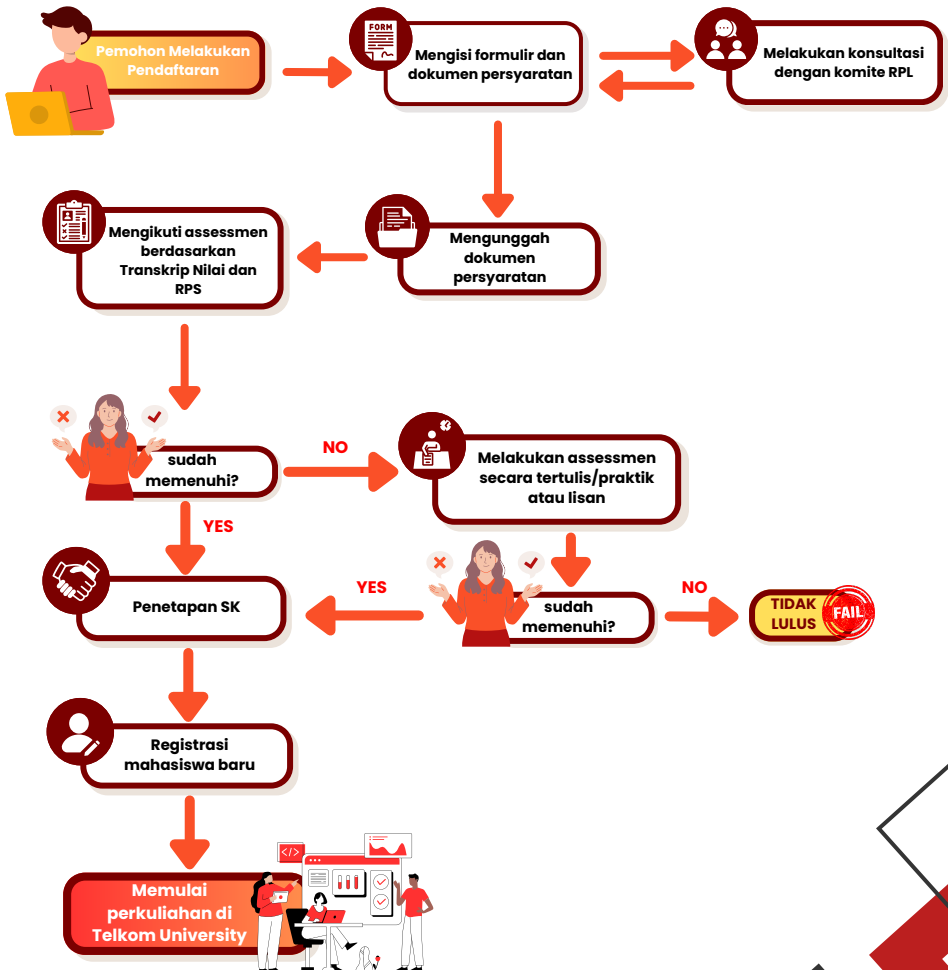 Pemohon Melakukan
Pendaftaran
FORM
Mengisi formulir dan
dokumen persyaratan
Melakukan konsultasi
dengan komite RPL
Mengikuti assessmen
berdasarkan
Transkrip Nilai dan
RPS
Mengunggah
dokumen
persyaratan
sudah
memenuhi?
NO
Melakukan assessmen
secara tertulis/praktik
atau lisan
YES
Penetapan SK
YES
sudah
memenuhi?
NO
TIDAK
LULUS
FAIL
Registrasi
mahasiswa baru
</>
Memulai
perkuliahan di
Telkom University